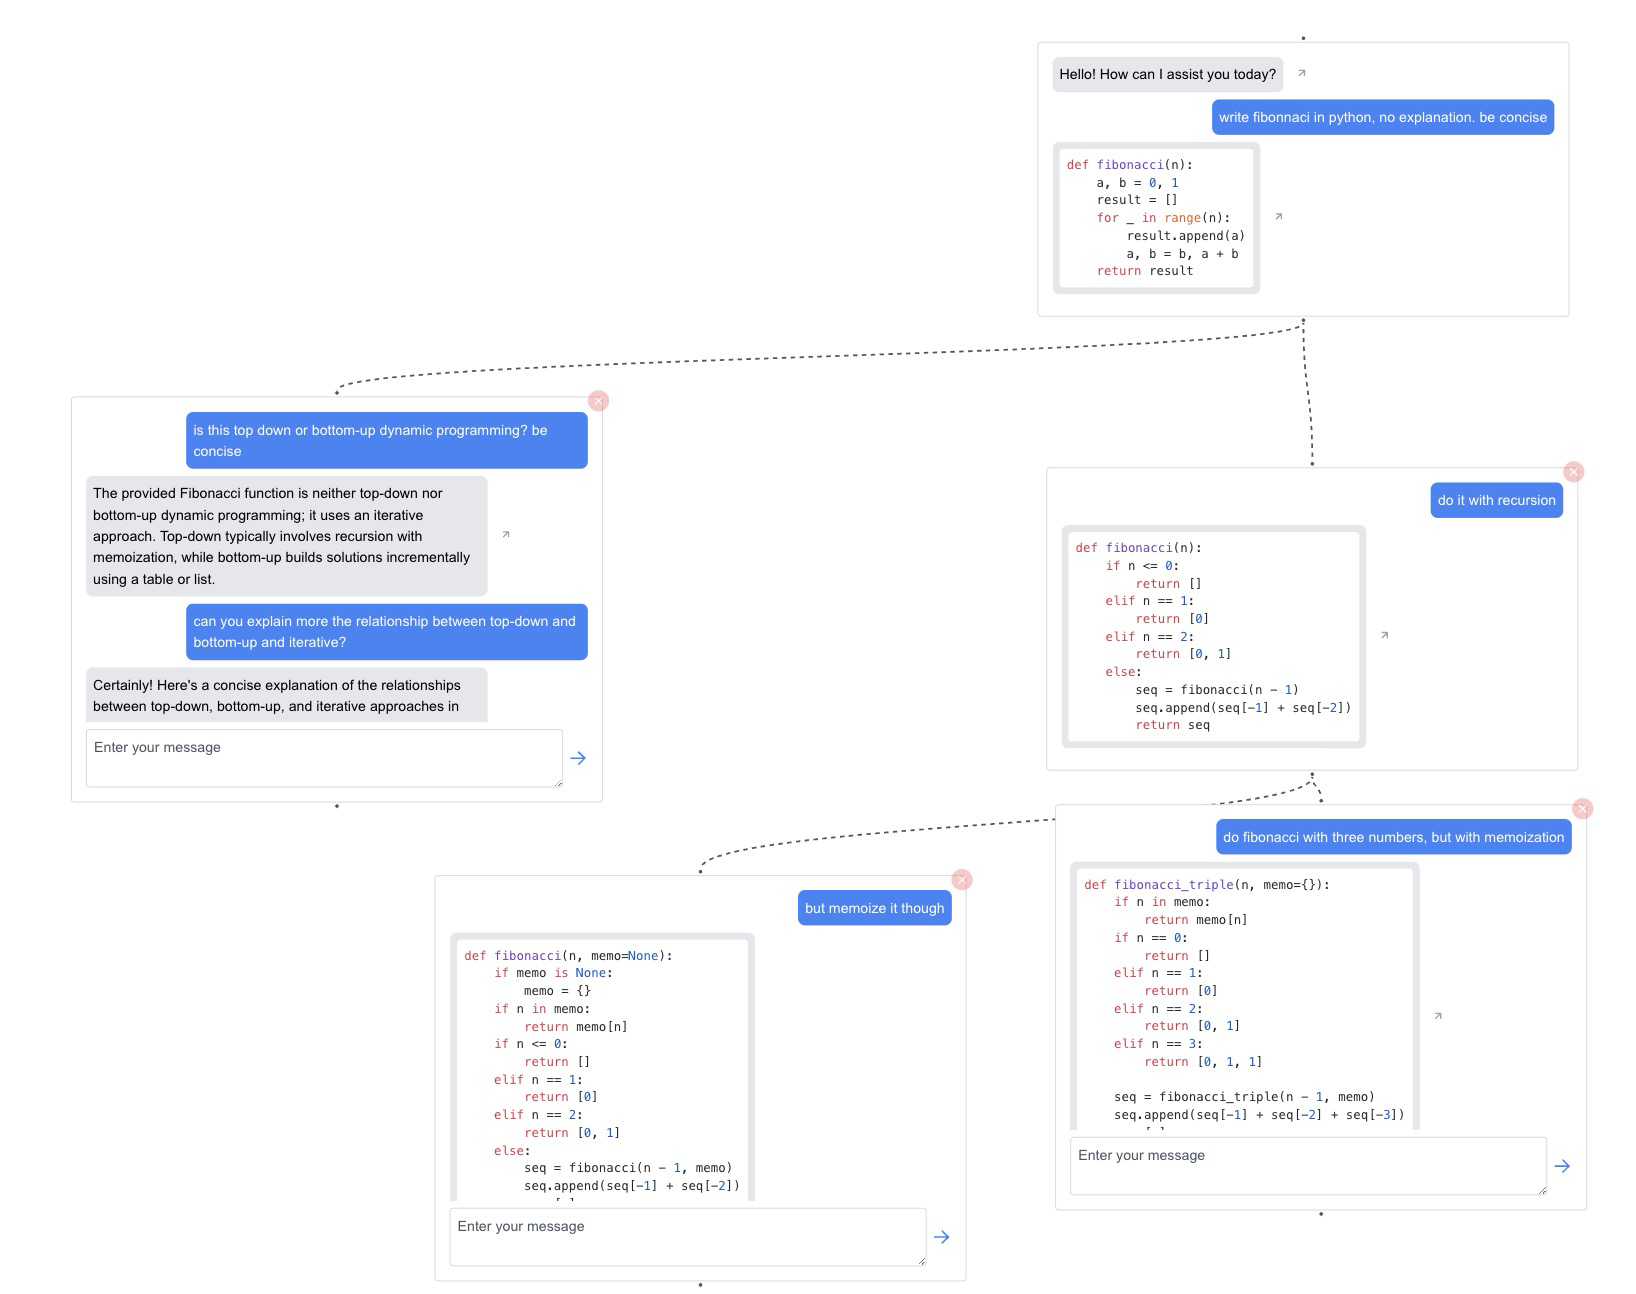 Hello! How can I assist you today?
write fibonnaci in python, no explanation. be concise
def fibonacci(n):
    a, b = 0, 1
    result = []
    for _ in range(n):
        result.append(a)
        a, b = b, a + b
    return result
is this top down or bottom-up dynamic programming? be
concise
The provided Fibonacci function is neither top-down nor
bottom-up dynamic programming; it uses an iterative
approach. Top-down typically involves recursion with
memoization, while bottom-up builds solutions incrementally
using a table or list.
can you explain more the relationship between top-down and
bottom-up and iterative?
Certainly! Here's a concise explanation of the relationships
between top-down, bottom-up, and iterative approaches in
Enter your message
do it with recursion
def fibonacci(n):
    if n <= 0:
        return []
    elif n == 1:
        return [0]
    elif n == 2:
        return [0, 1]
    else:
        seq = fibonacci(n - 1)
        seq.append(seq[-1] + seq[-2])
        return seq
but memoize it though
def fibonacci(n, memo=None):
    if memo is None:
        memo = {}
    if n in memo:
        return memo[n]
    if n <= 0:
        return []
    elif n == 1:
        return [0]
    elif n == 2:
        return [0, 1]
    else:
        seq = fibonacci(n - 1, memo)
        seq.append(seq[-1] + seq[-2])
Enter your message
do fibonacci with three numbers, but with memoization
def fibonacci_triple(n, memo={}):
    if n in memo:
        return memo[n]
    if n == 0:
        return []
    elif n == 1:
        return [0]
    elif n == 2:
        return [0, 1]
    elif n == 3:
        return [0, 1, 1]

    seq = fibonacci_triple(n - 1, memo)
    seq.append(seq[-1] + seq[-2] + seq[-3])
Enter your message